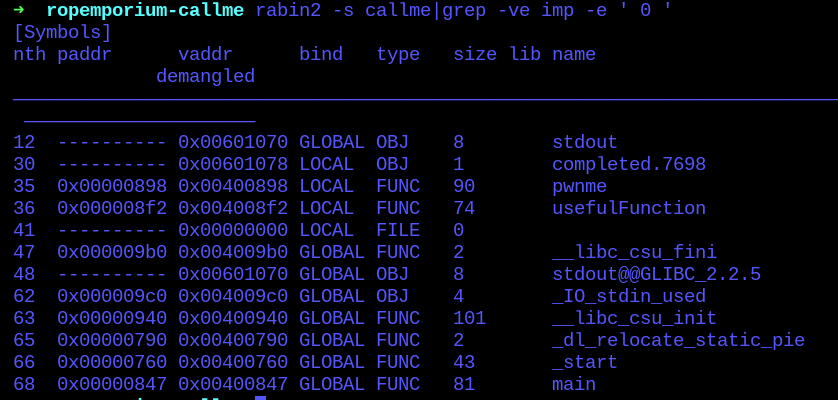 ➜ ropemporium-callme rabin2 -s callme|grep -ve imp -e ' 0 '
[Symbols]
nth paddr      vaddr      bind   type   size lib name
             demangled
12  ---------- 0x00601070 GLOBAL OBJ    8        stdout
30  ---------- 0x00601078 LOCAL  OBJ    1        completed.7698
35  0x00000898 0x00400898 LOCAL  FUNC   90       pwnme
36  0x000008f2 0x004008f2 LOCAL  FUNC   74       usefulFunction
41  ---------- 0x00000000 LOCAL  FILE   0
47  0x000009b0 0x004009b0 GLOBAL FUNC   2        __libc_csu_fini
48  ---------- 0x00601070 GLOBAL OBJ    8        stdout@@GLIBC_2.2.5
62  0x000009c0 0x004009c0 GLOBAL OBJ    4        _IO_stdin_used
63  0x00000940 0x00400940 GLOBAL FUNC   101      __libc_csu_init
65  0x00000790 0x00400790 GLOBAL FUNC   2        _dl_relocate_static_pie
66  0x00000760 0x00400760 GLOBAL FUNC   43       _start
68  0x00000847 0x00400847 GLOBAL FUNC   81       main